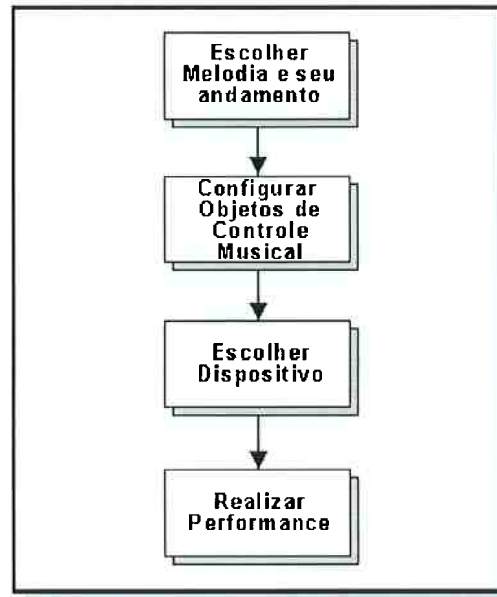 Escolher
Melodia e seu
andamento
Configurar
Objetos de
Controle
Musical
Escolher
Dispositivo
Realizar
Performance